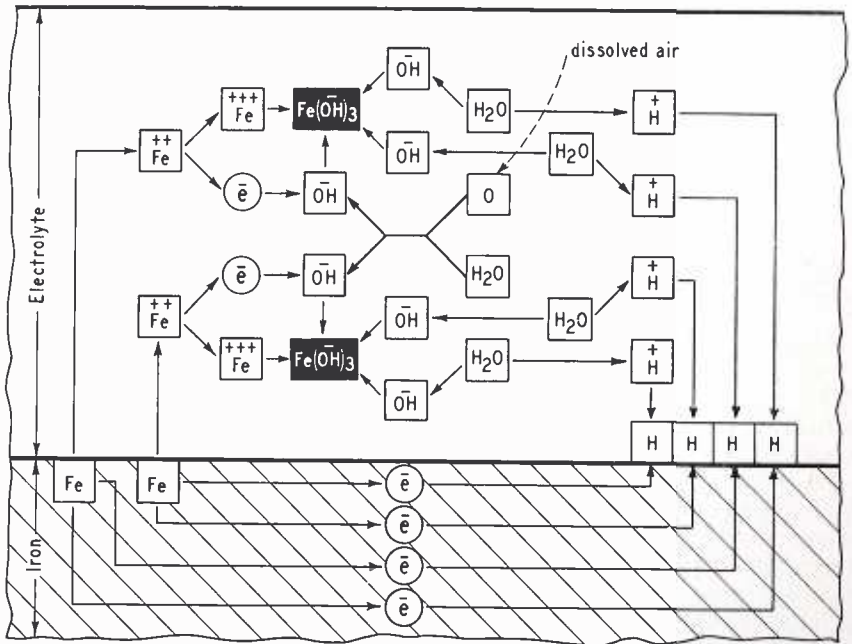 dissolved air
OH⁻
Fe⁺⁺⁺
Fe(OH⁻)₃
H₂O
H⁺
Fe⁺⁺
OH⁻
H₂O
e⁻
OH⁻
O
H⁺
e⁻
OH⁻
H₂O
H⁺
Fe⁺⁺
OH⁻
H₂O
Fe⁺⁺⁺
Fe(OH⁻)₃
H₂O
H⁺
OH⁻
H H H H
Fe Fe e⁻
e⁻
e⁻
e⁻
Electrolyte
Iron